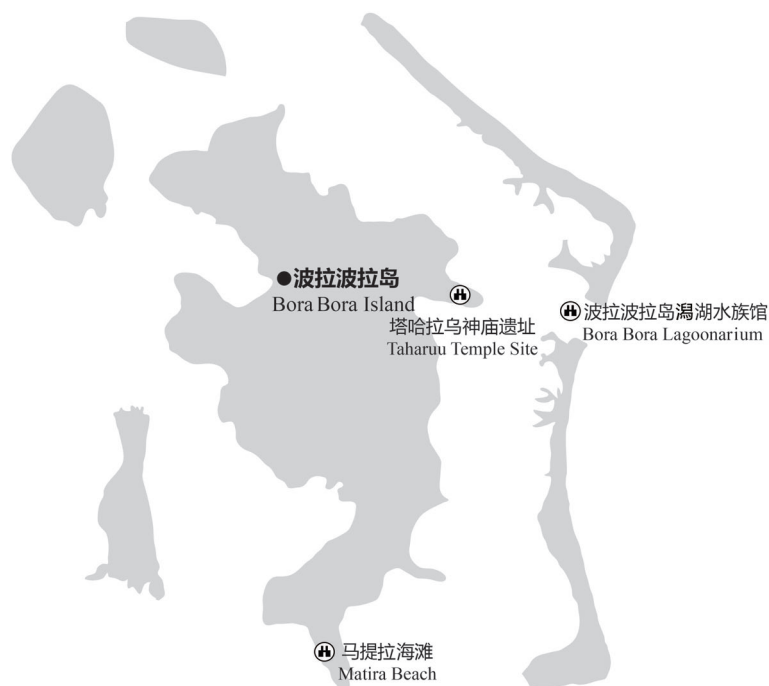 波拉波拉岛
Bora Bora Island
塔哈拉乌神庙遗址
Taharuu Temple Site
波拉波拉岛潟湖水族馆
Bora Bora Lagoonarium
马提拉海滩
Matira Beach